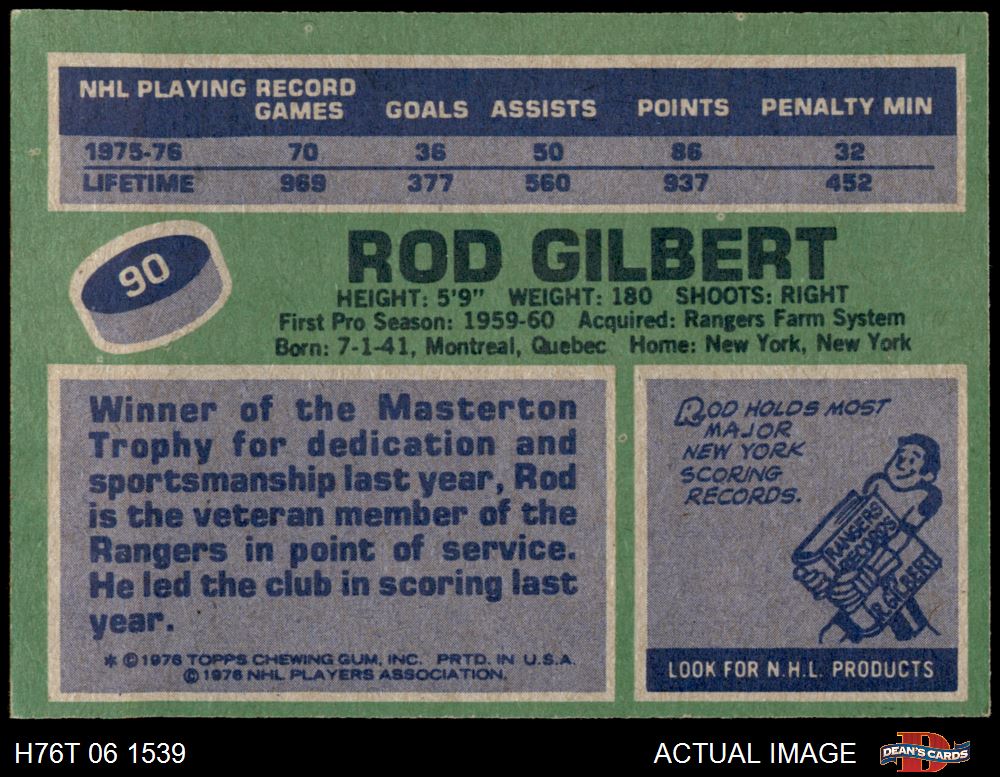 NHL PLAYING RECORD
GAMES GOALS ASSISTS POINTS PENALTY MIN
1975-76 70 36 50 86 32
LIFETIME 969 377 560 937 452
90
ROD GILBERT
HEIGHT: 5'9" WEIGHT: 180 SHOOTS: RIGHT
First Pro Season: 1959-60 Acquired: Rangers Farm System
Born: 7-1-41, Montreal, Quebec Home: New York, New York
Winner of the Masterton
Trophy for dedication and
sportsmanship last year, Rod
is the veteran member of the
Rangers in point of service.
He led the club in scoring last
year.
* © 1976 TOPPS CHEWING GUM, INC. PRTD. IN U.S.A.
© 1976 NHL PLAYERS ASSOCIATION.
ROD HOLDS MOST
MAJOR
NEW YORK
SCORING
RECORDS.
RANGERS
RECORDS
R. GILBERT
LOOK FOR N.H.L. PRODUCTS
H76T 06 1539
ACTUAL IMAGE
D
DEAN'S CARDS